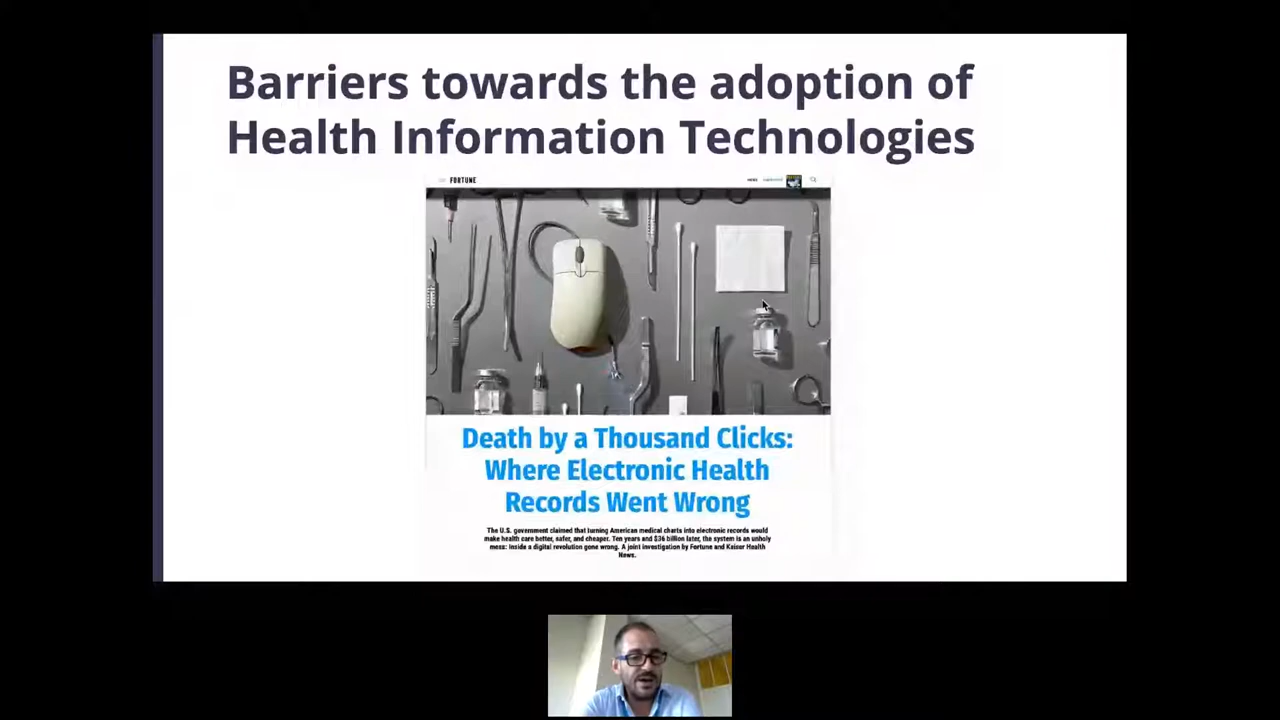 Barriers towards the adoption of
Health Information Technologies
FORTUNE
Death by a Thousand Clicks:
Where Electronic Health
Records Went Wrong
The U.S. government claimed that turning American medical charts into electronic records would
make health care better, safer, and cheaper. Ten years and $36 billion later, the system is an unholy
mess: Inside a digital revolution gone wrong. A joint investigation by Fortune and Kaiser Health
News.